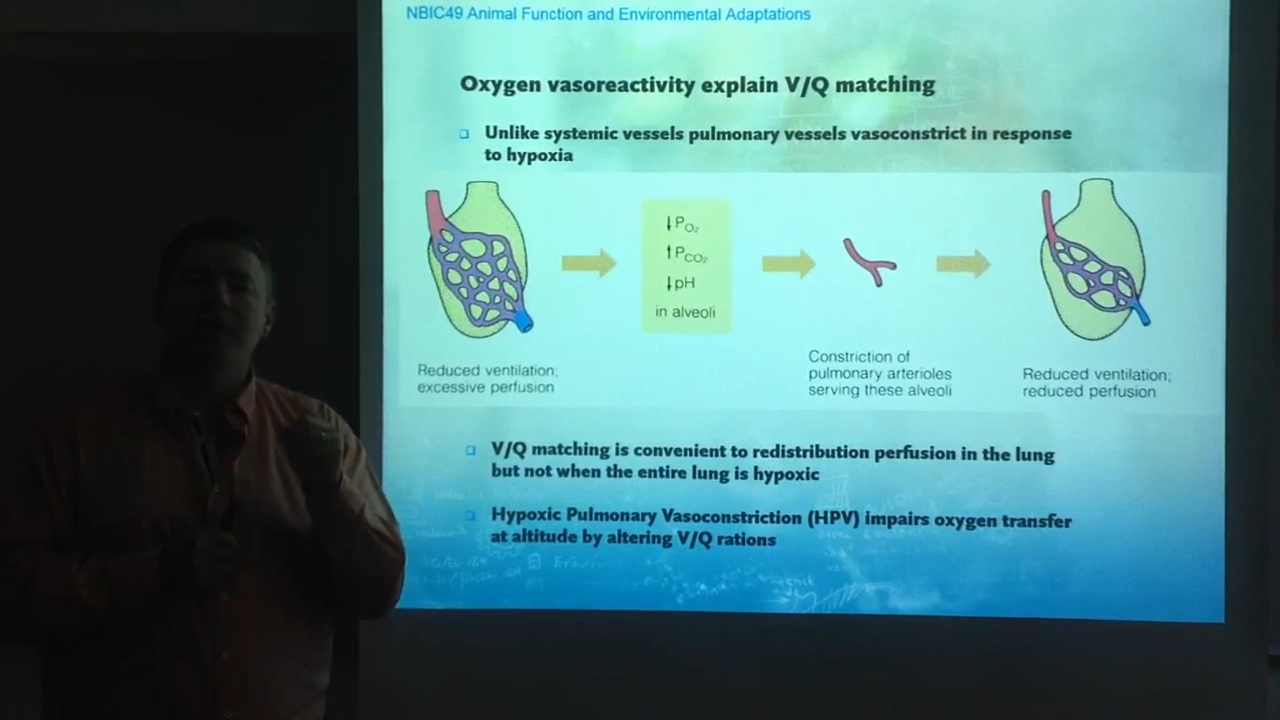 NBIC49 Animal Function and Environmental Adaptations
Oxygen vasoreactivity explain V/Q matching
Unlike systemic vessels pulmonary vessels vasoconstrict in response
to hypoxia
↓PO₂
↑PCO₂
↓pH
in alveoli
Reduced ventilation;
excessive perfusion
Constriction of
pulmonary arterioles
serving these alveoli
Reduced ventilation;
reduced perfusion
V/Q matching is convenient to redistribution perfusion in the lung
but not when the entire lung is hypoxic
Hypoxic Pulmonary Vasoconstriction (HPV) impairs oxygen transfer
at altitude by altering V/Q rations